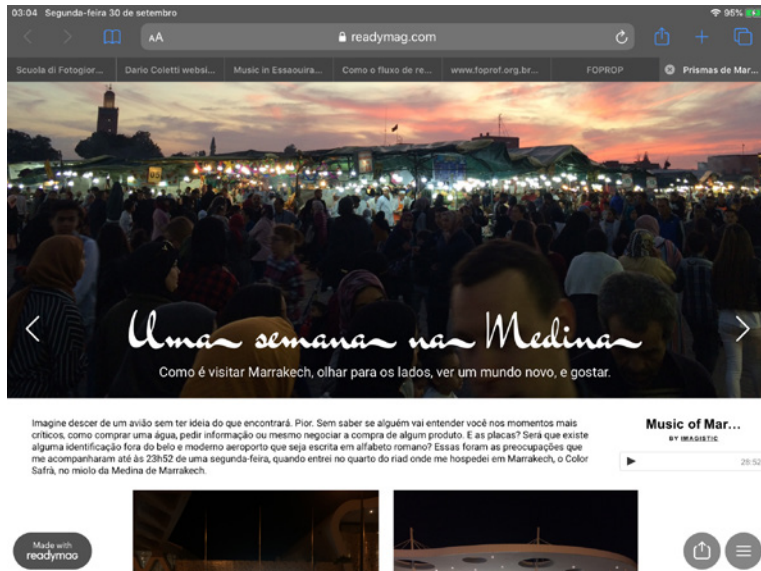 03:04 Segunda-feira 30 de setembro
95%
AA
readymag.com
Scuola di Fotogior...
Dario Coletti websi...
Music in Essaouira...
Como o fluxo de re...
www.foprof.org.br...
FOPROP
Prismas de Mar...
Uma semana na Medina
Como é visitar Marrakech, olhar para os lados, ver um mundo novo, e gostar.
Imagine descer de um avião sem ter ideia do que encontrará. Pior. Sem saber se alguém vai entender você nos momentos mais
críticos, como comprar uma água, pedir informação ou mesmo negociar a compra de algum produto. E as placas? Será que existe
alguma identificação fora do belo e moderno aeroporto que seja escrita em alfabeto romano? Essas foram as preocupações que
me acompanharam até às 23h52 de uma segunda-feira, quando entrei no quarto do riad onde me hospedei em Marrakech, o Color
Safrà, no miolo da Medina de Marrakech.
Music of Mar...
BY IMAGISTIC
28:52
Made with
readymag